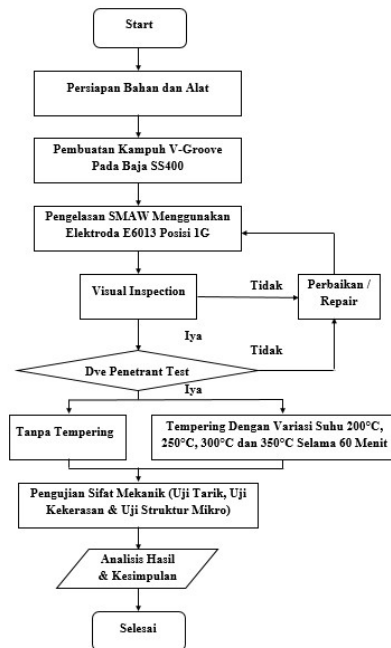 Start
Persiapan Bahan dan Alat
Pembuatan Kampuh V-Groove
Pada Baja SS400
Pengelasan SMAW Menggunakan
Elektroda E6013 Posisi 1G
Visual Inspection
Tidak
Perbaikan /
Repair
Iya
Tidak
Dye Penetrant Test
Iya
Tanpa Tempering
Tempering Dengan Variasi Suhu 200°C,
250°C, 300°C dan 350°C Selama 60 Menit
Pengujian Sifat Mekanik (Uji Tarik, Uji
Kekerasan & Uji Struktur Mikro)
Analisis Hasil
& Kesimpulan
Selesai